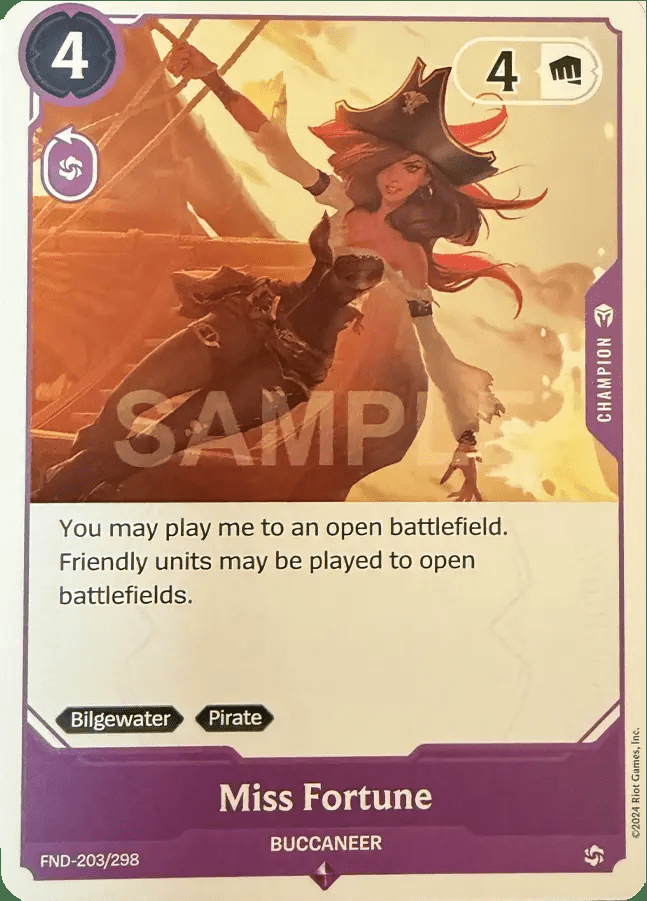 4
4
CHAMPION
SAMPLE
You may play me to an open battlefield.
Friendly units may be played to open
battlefields.
Bilgewater
Pirate
Miss Fortune
BUCCANEER
FND-203/298
©2024 Riot Games, Inc.